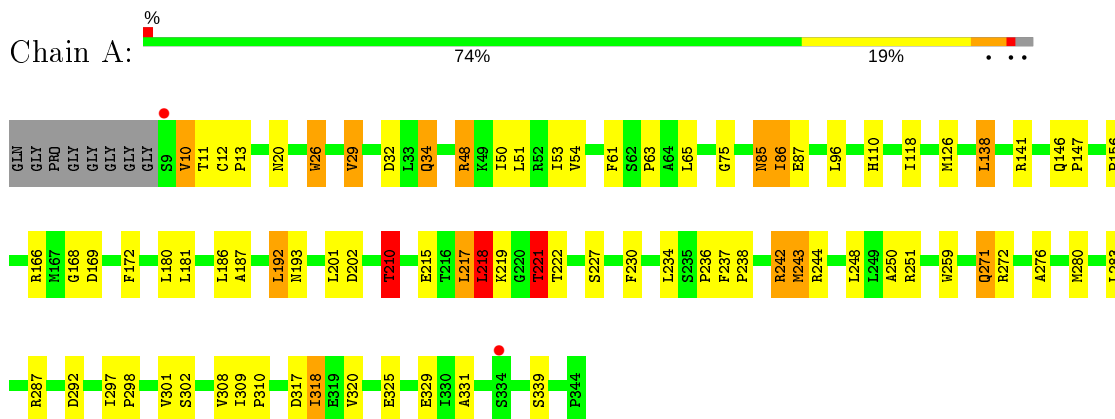 %
Chain A:
74% 19% • • •
GLN GLY PRO GLY GLY GLY GLY GLY S9 V10 T11 C12 P13 N20 W26 V29 D32 L33 Q34 R48 K49 I50 L51 R52 I53 V54 F61 S62 P63 A64 L65 G75 N85 I86 E87 L96 H110 I118 M126 L138 R141 Q146 P147
R166 M167 G168 D169 F172 L180 L181 L186 A187 L192 N193 L201 D202 T210 E215 T216 L217 L218 K219 G220 T221 T222 S227 F230 L234 S235 P236 F237 P238 R242 M243 R244 L248 L249 A250 R251 W259 Q271 R272 A276 M280
R287 D292 I297 P298 V301 S302 V308 I309 P310 D317 I318 E319 V320 E325 E329 I330 A331 S334 S339 P344